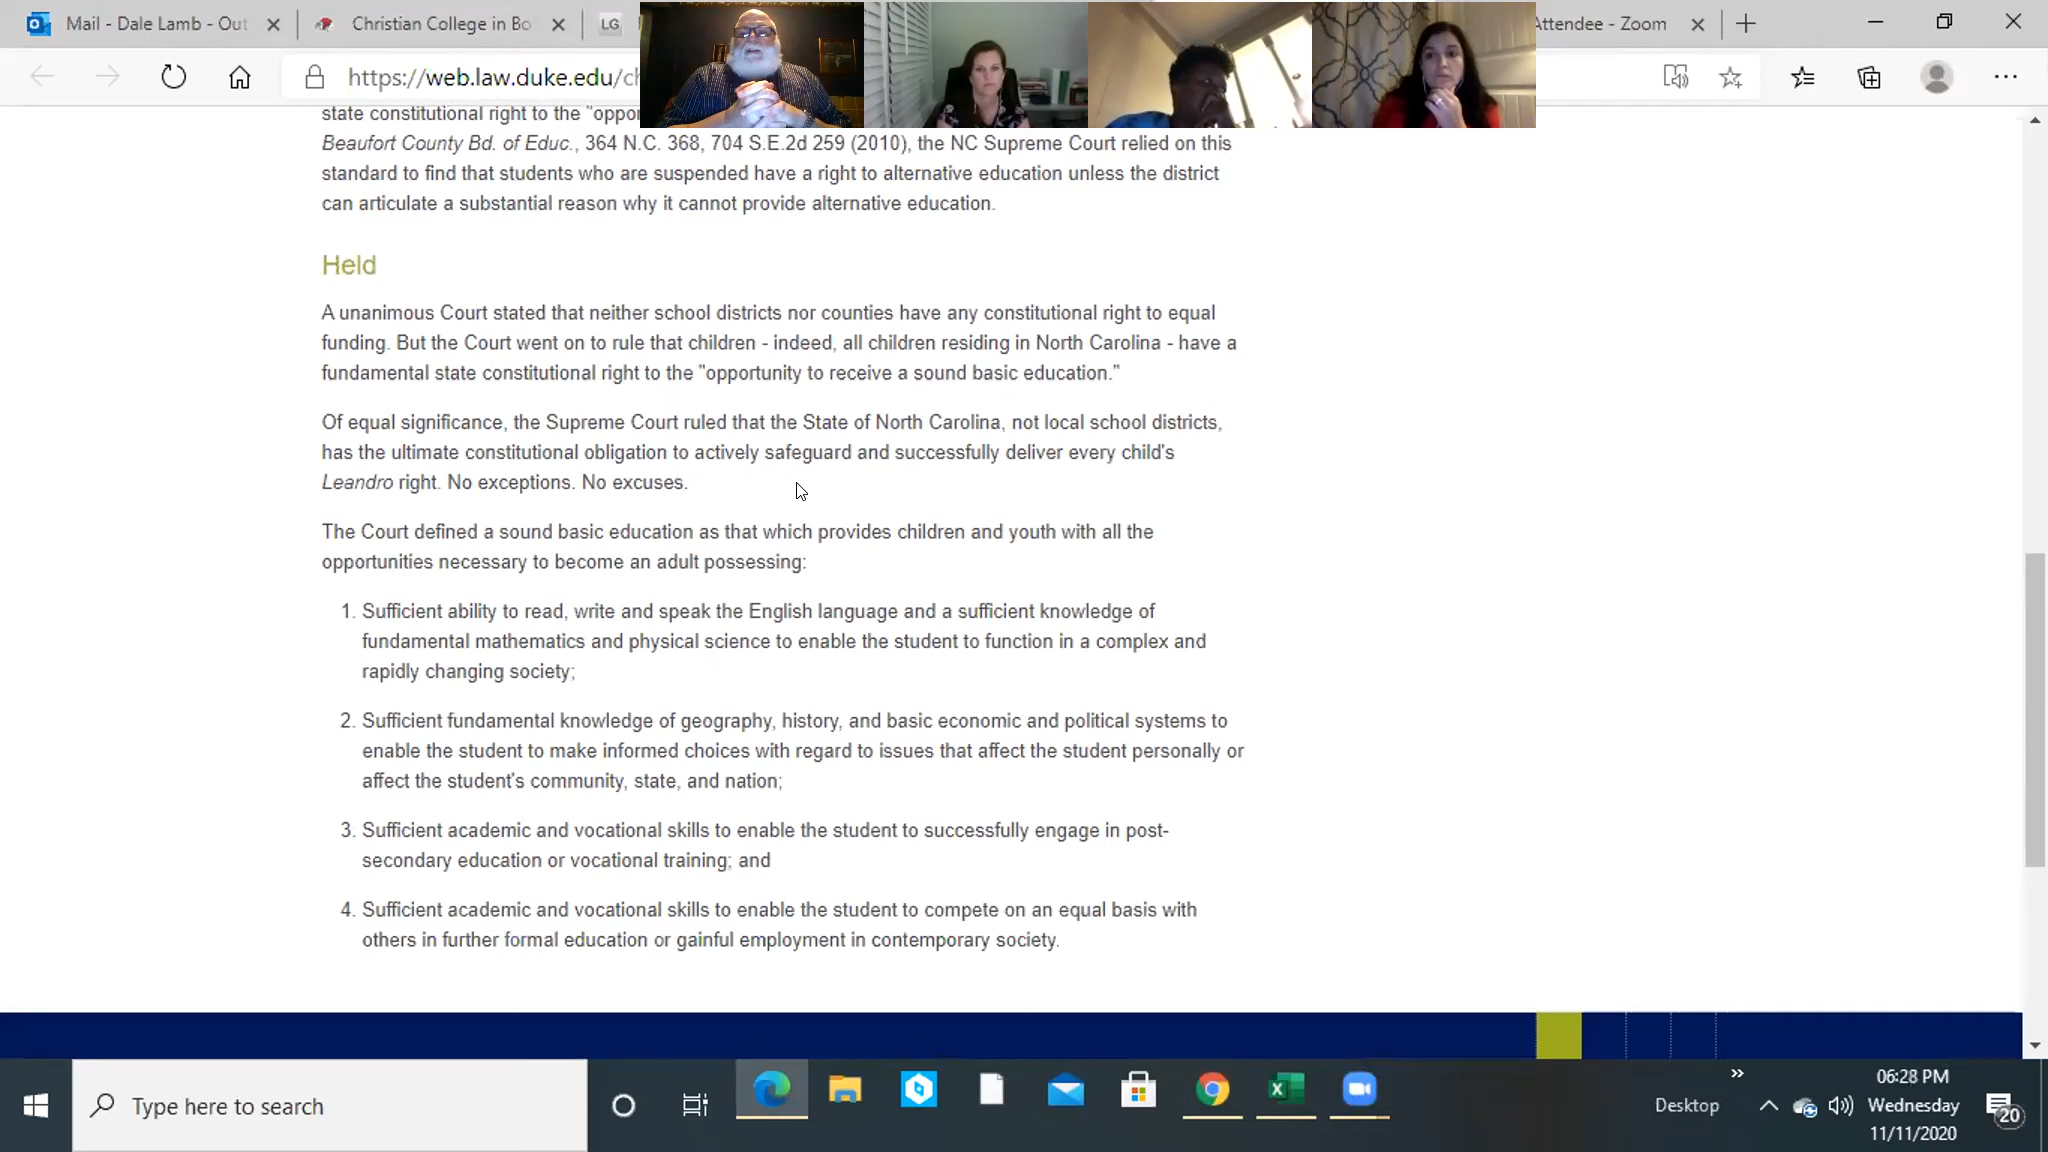 Mail - Dale Lamb - Out
Christian College in Bo
LG
Attendee - Zoom
https://web.law.duke.edu/ch
state constitutional right to the "oppor
Beaufort County Bd. of Educ., 364 N.C. 368, 704 S.E.2d 259 (2010), the NC Supreme Court relied on this
standard to find that students who are suspended have a right to alternative education unless the district
can articulate a substantial reason why it cannot provide alternative education.
Held
A unanimous Court stated that neither school districts nor counties have any constitutional right to equal
funding. But the Court went on to rule that children - indeed, all children residing in North Carolina - have a
fundamental state constitutional right to the "opportunity to receive a sound basic education."
Of equal significance, the Supreme Court ruled that the State of North Carolina, not local school districts,
has the ultimate constitutional obligation to actively safeguard and successfully deliver every child's
Leandro right. No exceptions. No excuses.
The Court defined a sound basic education as that which provides children and youth with all the
opportunities necessary to become an adult possessing:
1. Sufficient ability to read, write and speak the English language and a sufficient knowledge of
fundamental mathematics and physical science to enable the student to function in a complex and
rapidly changing society;
2. Sufficient fundamental knowledge of geography, history, and basic economic and political systems to
enable the student to make informed choices with regard to issues that affect the student personally or
affect the student's community, state, and nation;
3. Sufficient academic and vocational skills to enable the student to successfully engage in post-
secondary education or vocational training; and
4. Sufficient academic and vocational skills to enable the student to compete on an equal basis with
others in further formal education or gainful employment in contemporary society.
Type here to search
Desktop
06:28 PM
Wednesday
11/11/2020
20